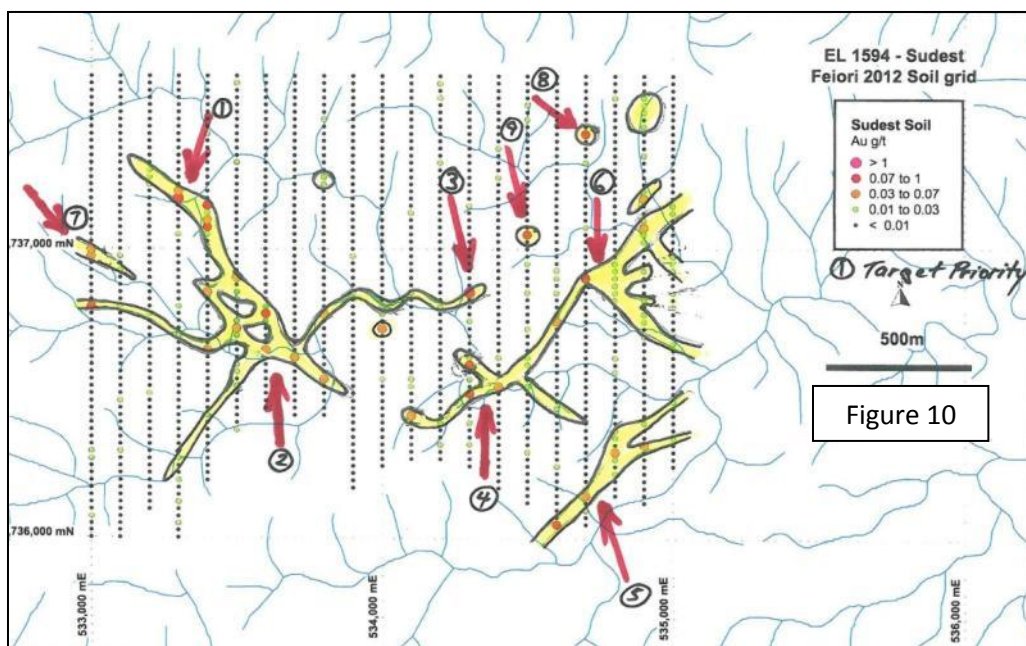 EL 1594 - Sudest
Feiori 2012 Soil grid
Sudest Soil
Au g/t
> 1
0.07 to 1
0.03 to 0.07
0.01 to 0.03
< 0.01
① Target Priority
500m
Figure 10
①
②
③
④
⑤
⑥
⑦
⑧
⑨
,737,000 mN
,736,000 mN
533,000 mE
534,000 mE
535,000 mE
536,000 mE